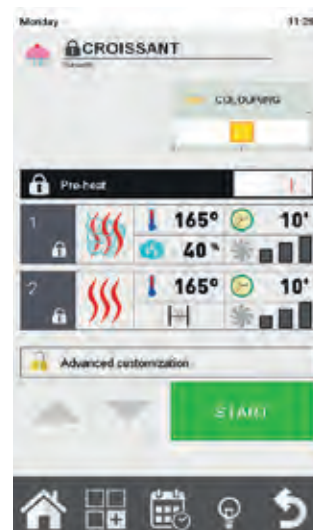 Monday 11:29
CROISSANT
COLOURING
Pre-heat
1 165° 10'
40 %
2 165° 10'
Advanced customization
START